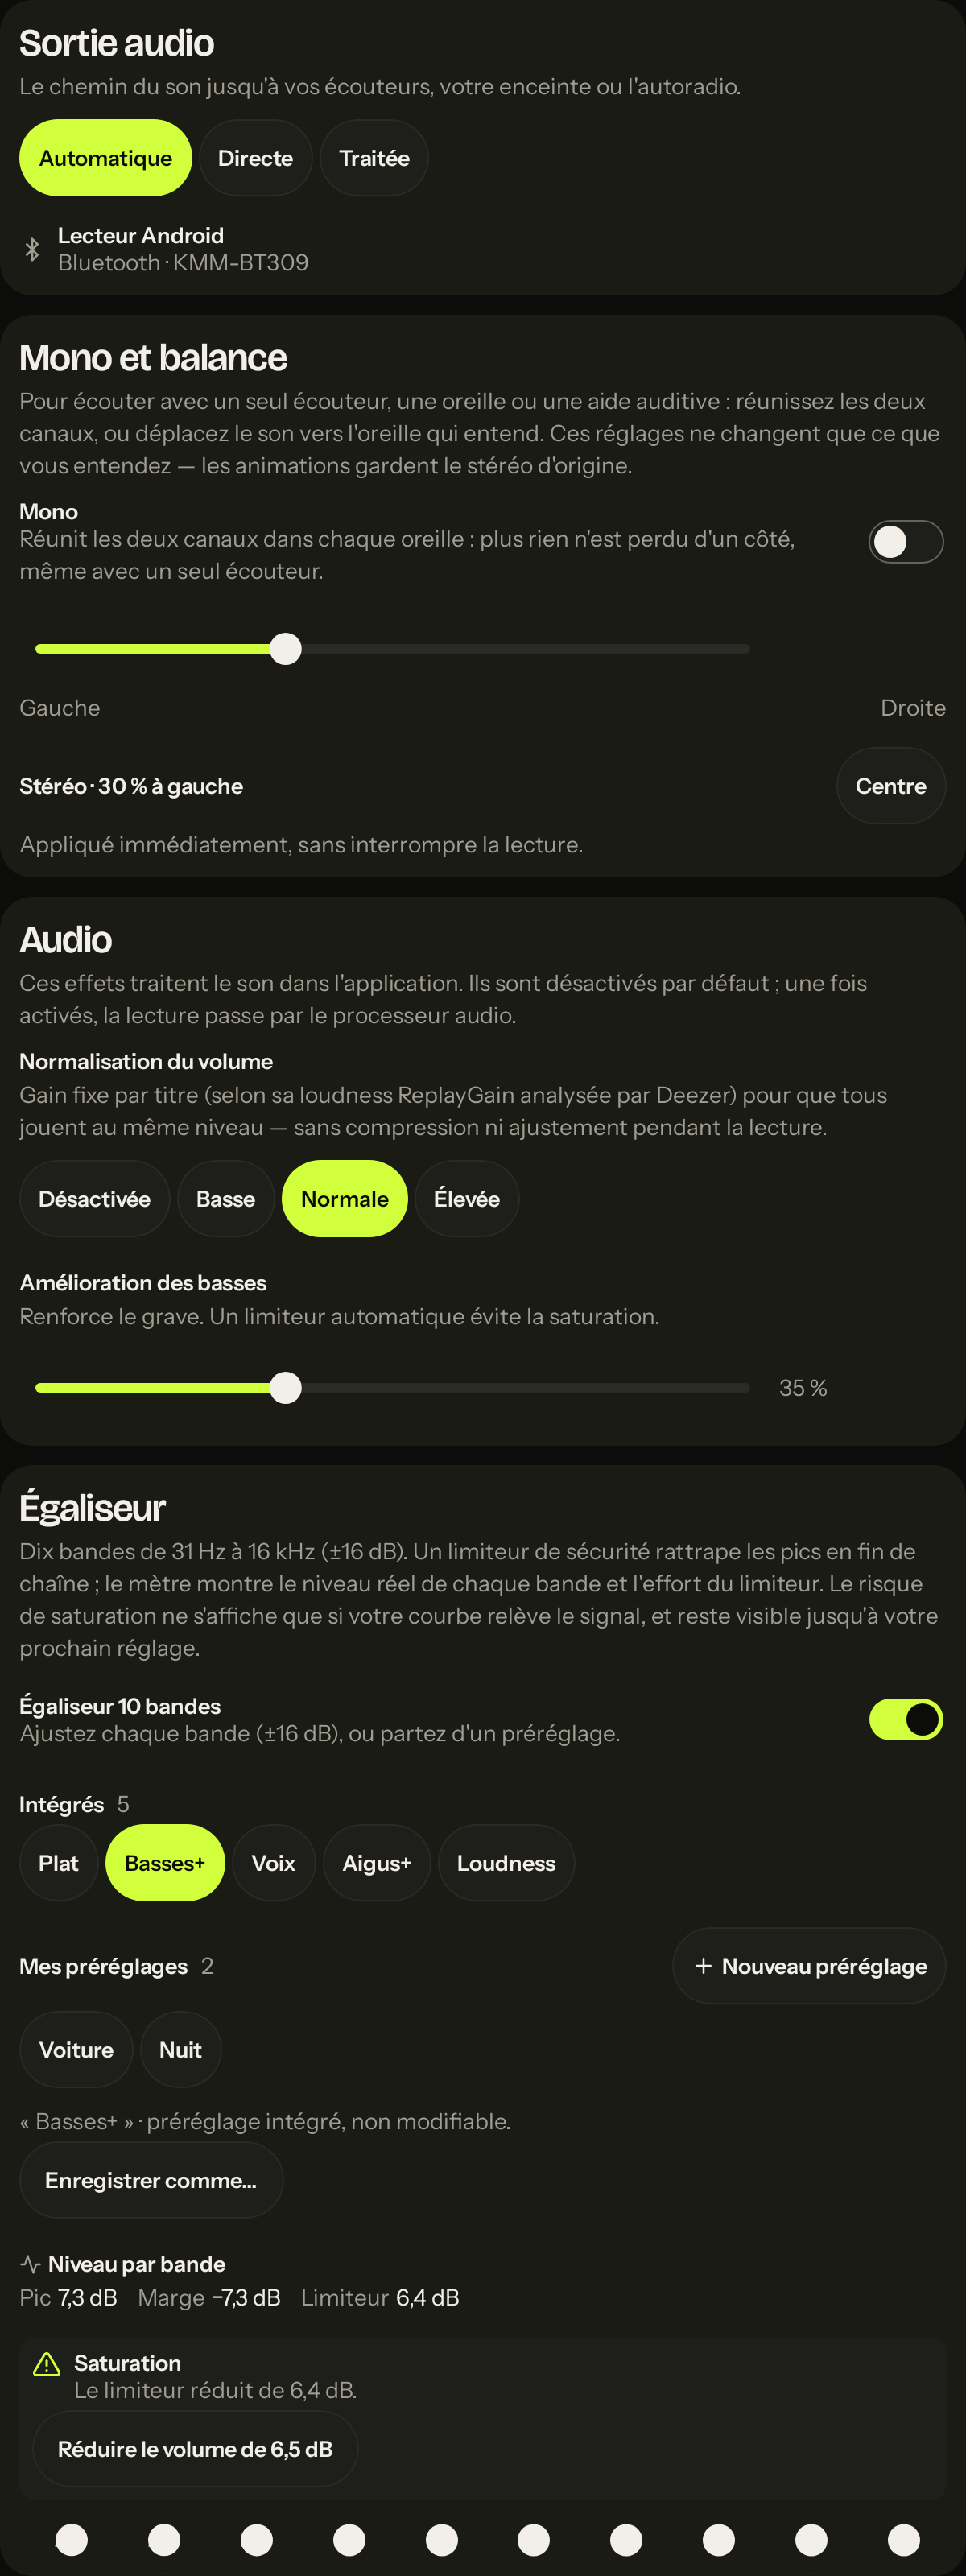 Sortie audio
Le chemin du son jusqu'à vos écouteurs, votre enceinte ou l'autoradio.
Automatique
Directe
Traitée
Lecteur Android
Bluetooth · KMM-BT309
Mono et balance
Pour écouter avec un seul écouteur, une oreille ou une aide auditive : réunissez les deux
canaux, ou déplacez le son vers l'oreille qui entend. Ces réglages ne changent que ce que
vous entendez — les animations gardent le stéréo d'origine.
Mono
Réunit les deux canaux dans chaque oreille : plus rien n'est perdu d'un côté,
même avec un seul écouteur.
Gauche
Droite
Stéréo · 30 % à gauche
Centre
Appliqué immédiatement, sans interrompre la lecture.
Audio
Ces effets traitent le son dans l'application. Ils sont désactivés par défaut ; une fois
activés, la lecture passe par le processeur audio.
Normalisation du volume
Gain fixe par titre (selon sa loudness ReplayGain analysée par Deezer) pour que tous
jouent au même niveau — sans compression ni ajustement pendant la lecture.
Désactivée
Basse
Normale
Élevée
Amélioration des basses
Renforce le grave. Un limiteur automatique évite la saturation.
35 %
Égaliseur
Dix bandes de 31 Hz à 16 kHz (±16 dB). Un limiteur de sécurité rattrape les pics en fin de
chaîne ; le mètre montre le niveau réel de chaque bande et l'effort du limiteur. Le risque
de saturation ne s'affiche que si votre courbe relève le signal, et reste visible jusqu'à votre
prochain réglage.
Égaliseur 10 bandes
Ajustez chaque bande (±16 dB), ou partez d'un préréglage.
Intégrés 5
Plat
Basses+
Voix
Aigus+
Loudness
Mes préréglages 2
+ Nouveau préréglage
Voiture
Nuit
« Basses+ » · préréglage intégré, non modifiable.
Enregistrer comme...
Niveau par bande
Pic 7,3 dB Marge −7,3 dB Limiteur 6,4 dB
Saturation
Le limiteur réduit de 6,4 dB.
Réduire le volume de 6,5 dB